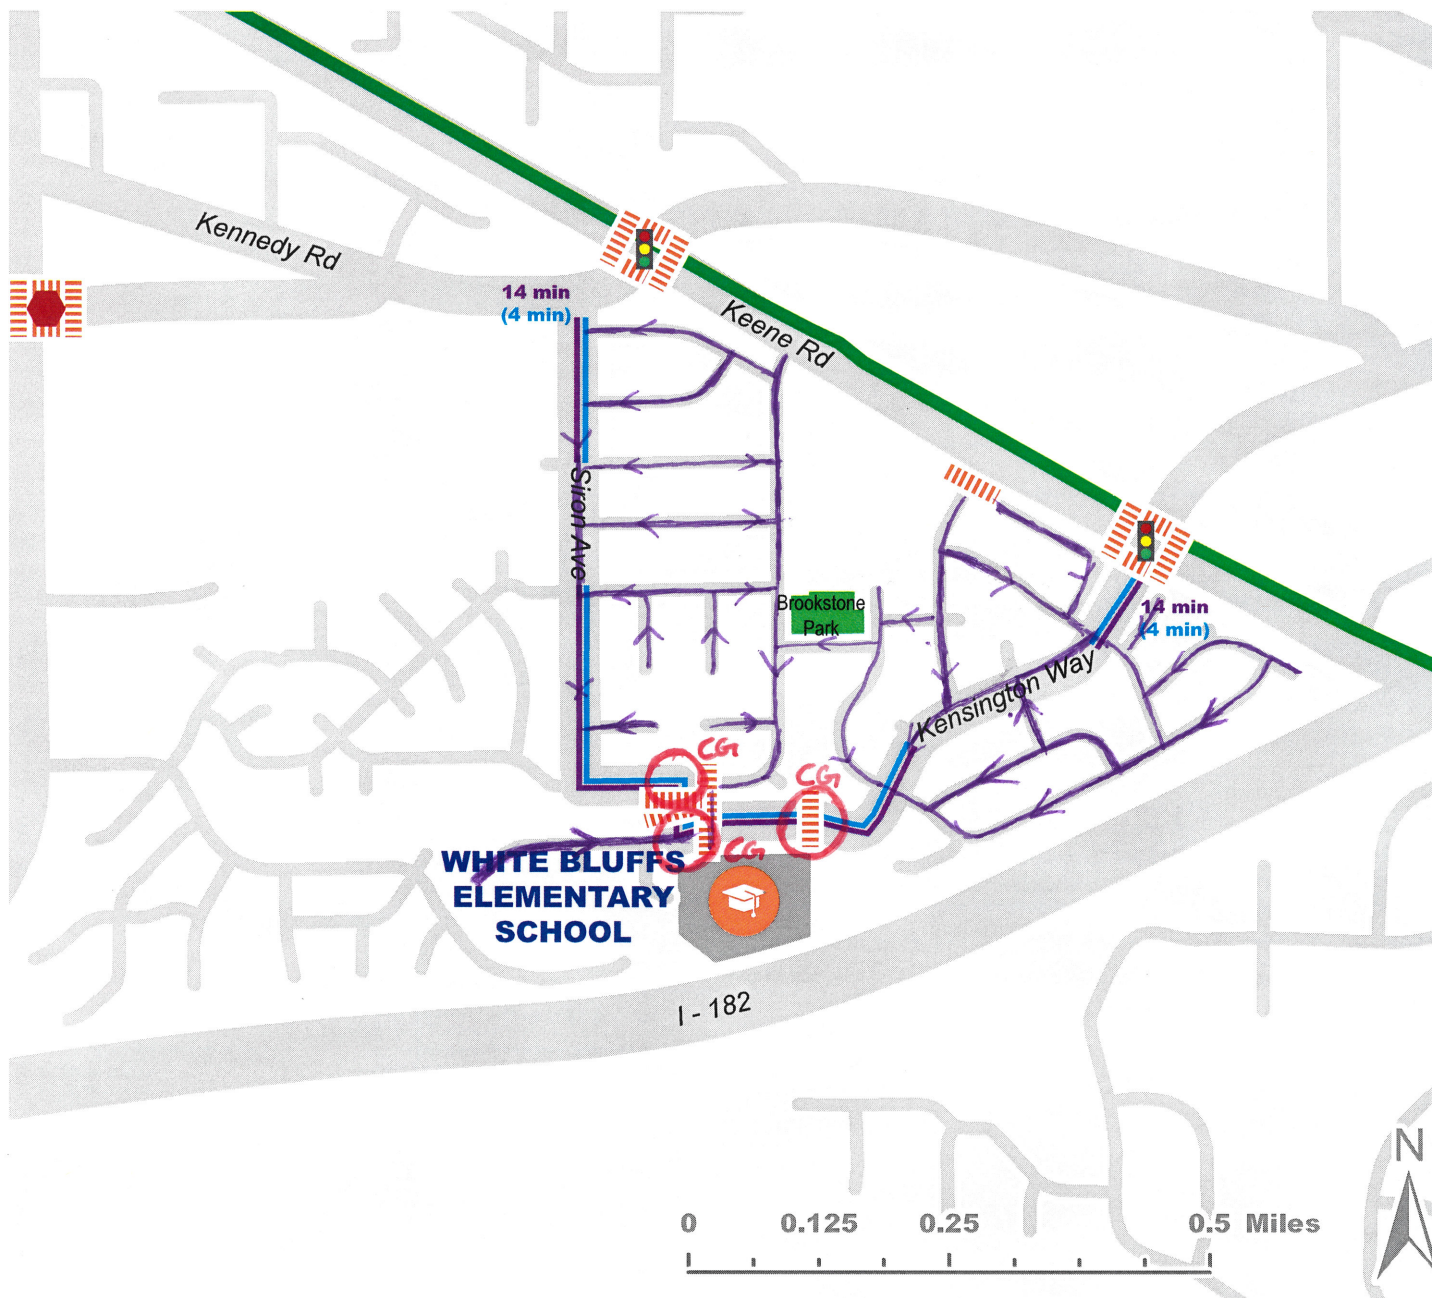 Kennedy Rd
14 min
(4 min)
Keene Rd
Siron Ave
Brookstone
Park
14 min
(4 min)
Kensington Way
CG
CG
CG
WHITE BLUFFS
ELEMENTARY
SCHOOL
I - 182
N
0 0.125 0.25 0.5 Miles